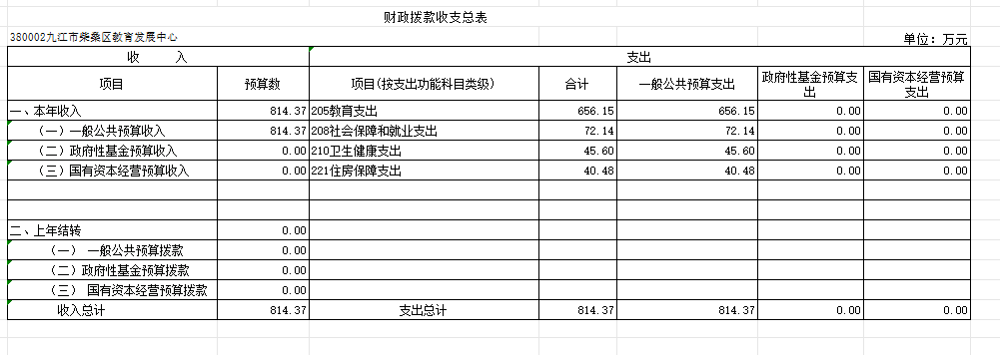 财政拨款收支总表
380002九江市柴桑区教育发展中心
单位：万元
收 入 支出
项目 预算数 项目(按支出功能科目类级) 合计 一般公共预算支出 政府性基金预算支出 国有资本经营预算支出
一、本年收入 814.37 205教育支出 656.15 656.15 0.00 0.00
（一）一般公共预算收入 814.37 208社会保障和就业支出 72.14 72.14 0.00 0.00
（二）政府性基金预算收入 0.00 210卫生健康支出 45.60 45.60 0.00 0.00
（三）国有资本经营预算收入 0.00 221住房保障支出 40.48 40.48 0.00 0.00
二、上年结转 0.00
（一） 一般公共预算拨款 0.00
（二）政府性基金预算拨款 0.00
（三） 国有资本经营预算拨款 0.00
收入总计 814.37 支出总计 814.37 814.37 0.00 0.00